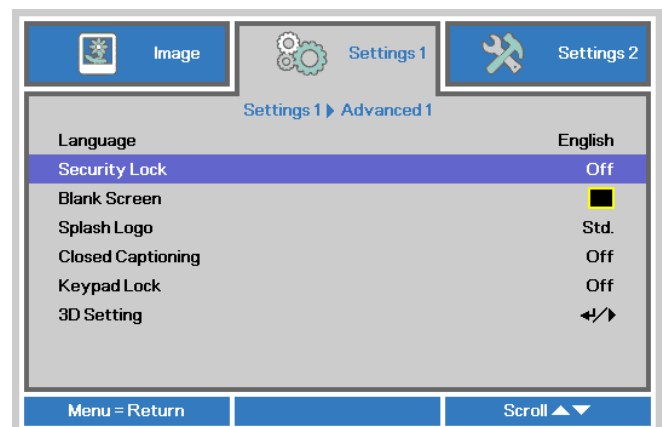 Image
Settings 1
Settings 2
Settings 1 ▶ Advanced 1
Language English
Security Lock Off
Blank Screen
Splash Logo Std.
Closed Captioning Off
Keypad Lock Off
3D Setting ↵/▶
Menu = Return Scroll ▲▼